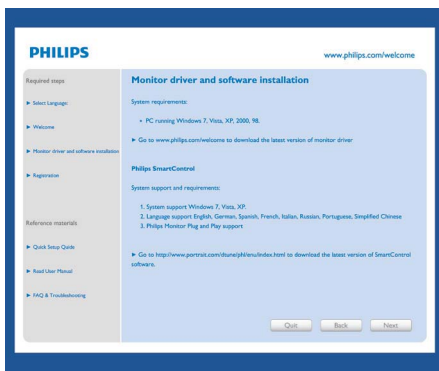 PHILIPS
www.philips.com/welcome
Required steps
Select Language:
Welcome
Monitor driver and software installation
Registration
Reference materials
Quick Setup Quide
Read User Manual
FAQ & Troubleshooting
Monitor driver and software installation
System requirements:
• PC running Windows 7, Vista, XP, 2000, 98.
Go to www.philips.com/welcome to download the latest version of monitor driver
Philips SmartControl
System support and requirements:
1. System support Windows 7, Vista, XP.
2. Language support English, German, Spanish, French, Italian, Russian, Portuguese, Simplified Chinese
3. Philips Monitor Plug and Play support
Go to http://www.portrait.com/dtune/phl/enu/index.html to download the latest version of SmartControl
software.
Quit
Back
Next